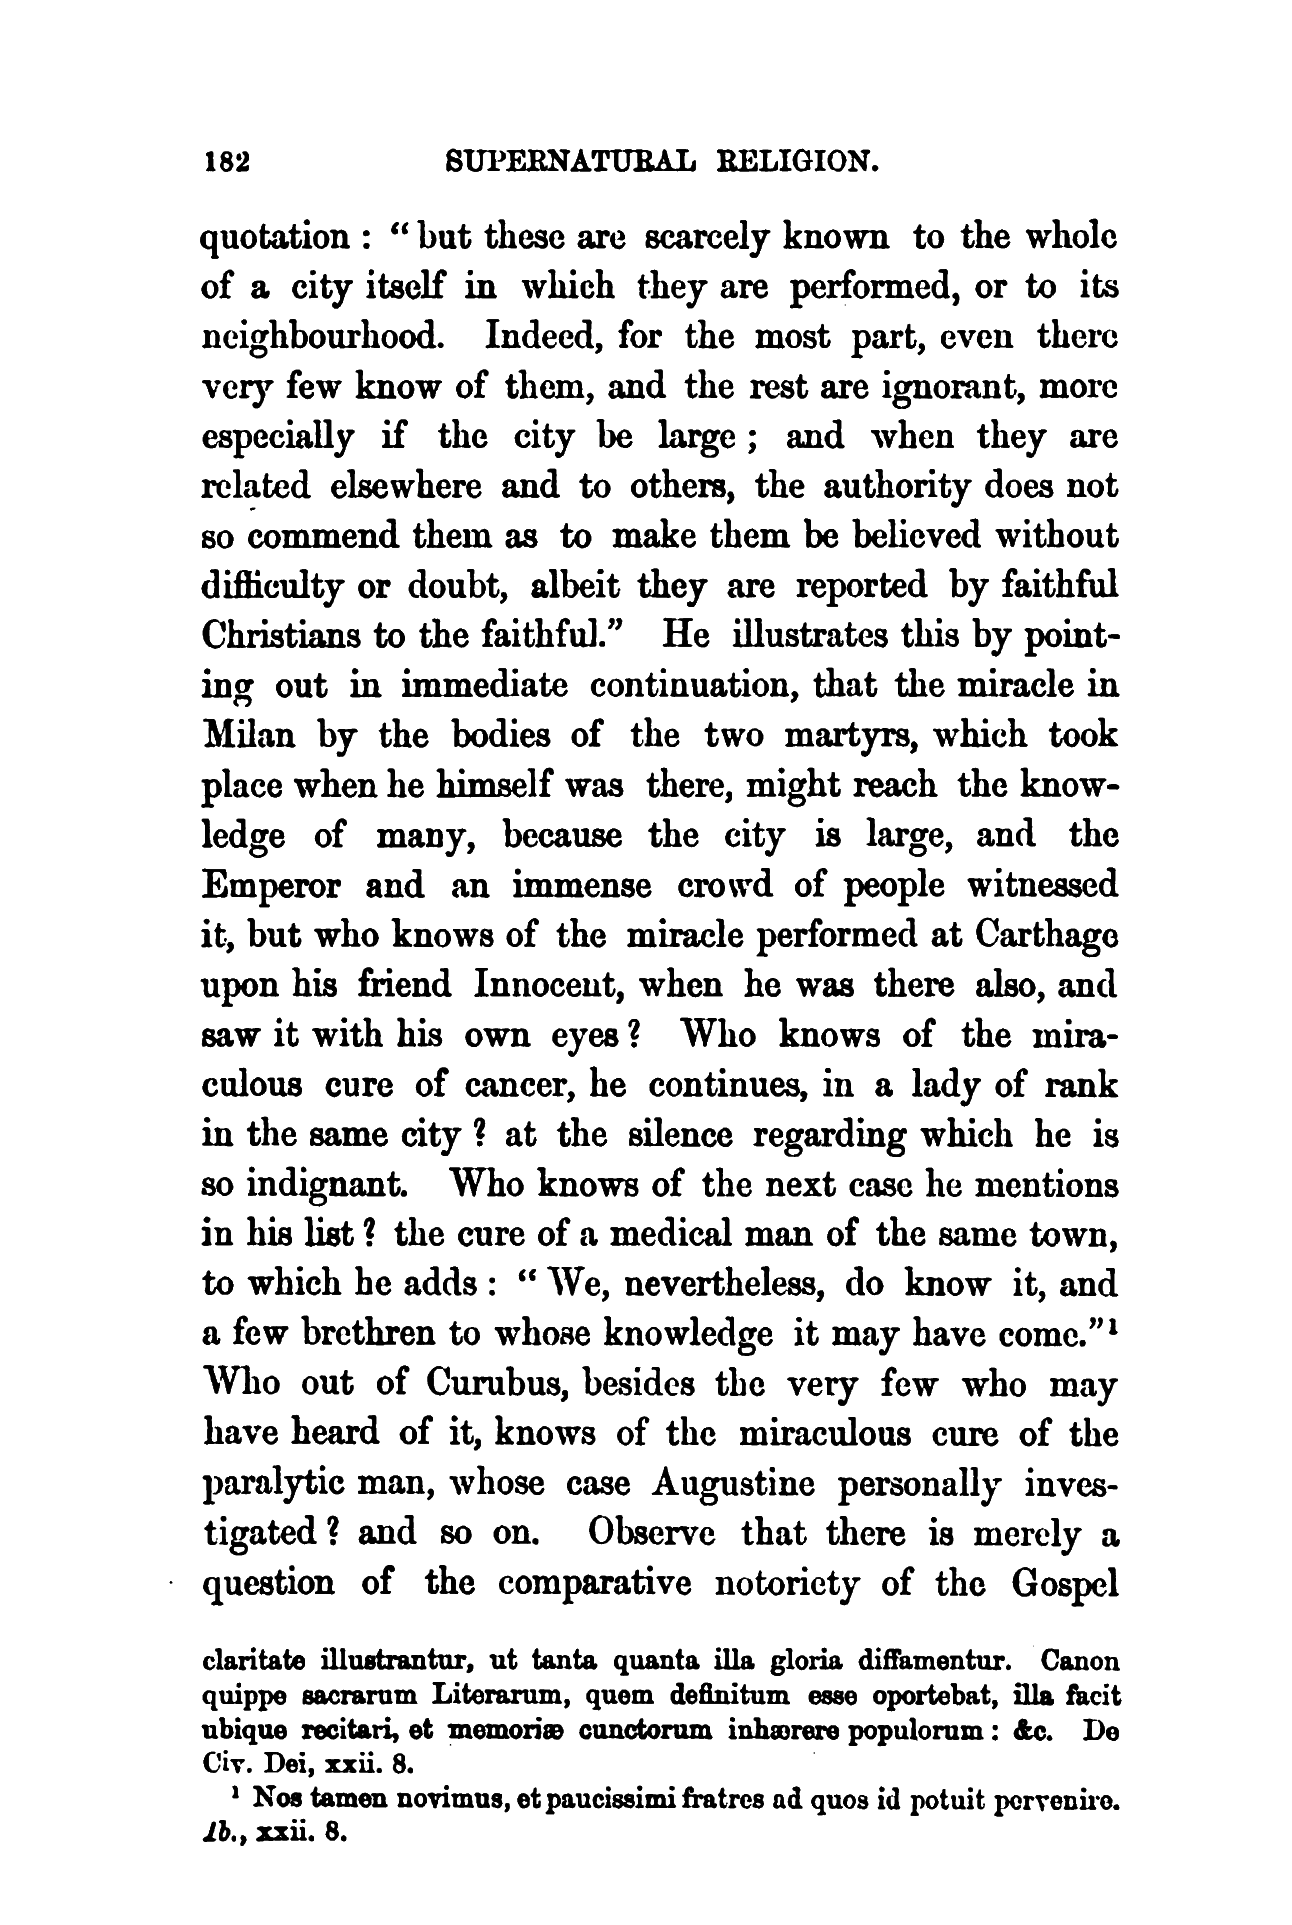 182 SUPERNATURAL RELIGION.
quotation : “ but these are scarcely known to the whole
of a city itself in which they are performed, or to its
neighbourhood. Indeed, for the most part, even there
very few know of them, and the rest are ignorant, more
especially if the city be large ; and when they are
related elsewhere and to others, the authority does not
so commend them as to make them be believed without
difficulty or doubt, albeit they are reported by faithful
Christians to the faithful.” He illustrates this by point-
ing out in immediate continuation, that the miracle in
Milan by the bodies of the two martyrs, which took
place when he himself was there, might reach the know-
ledge of many, because the city is large, and the
Emperor and an immense crowd of people witnessed
it, but who knows of the miracle performed at Carthage
upon his friend Innocent, when he was there also, and
saw it with his own eyes ? Who knows of the mira-
culous cure of cancer, he continues, in a lady of rank
in the same city ? at the silence regarding which he is
so indignant. Who knows of the next case he mentions
in his list ? the cure of a medical man of the same town,
to which he adds : “ We, nevertheless, do know it, and
a few brethren to whose knowledge it may have come.”¹
Who out of Curubus, besides the very few who may
have heard of it, knows of the miraculous cure of the
paralytic man, whose case Augustine personally inves-
tigated ? and so on. Observe that there is merely a
question of the comparative notoriety of the Gospel
claritate illustrantur, ut tanta quanta illa gloria diffamentur. Canon
quippe sacrarum Literarum, quem definitum esse oportebat, illa facit
ubique recitari, et memoriæ cunctorum inhærere populorum : &c. De
Civ. Dei, xxii. 8.
¹ Nos tamen novimus, et paucissimi fratres ad quos id potuit pervenire.
Ib., xxii. 8.